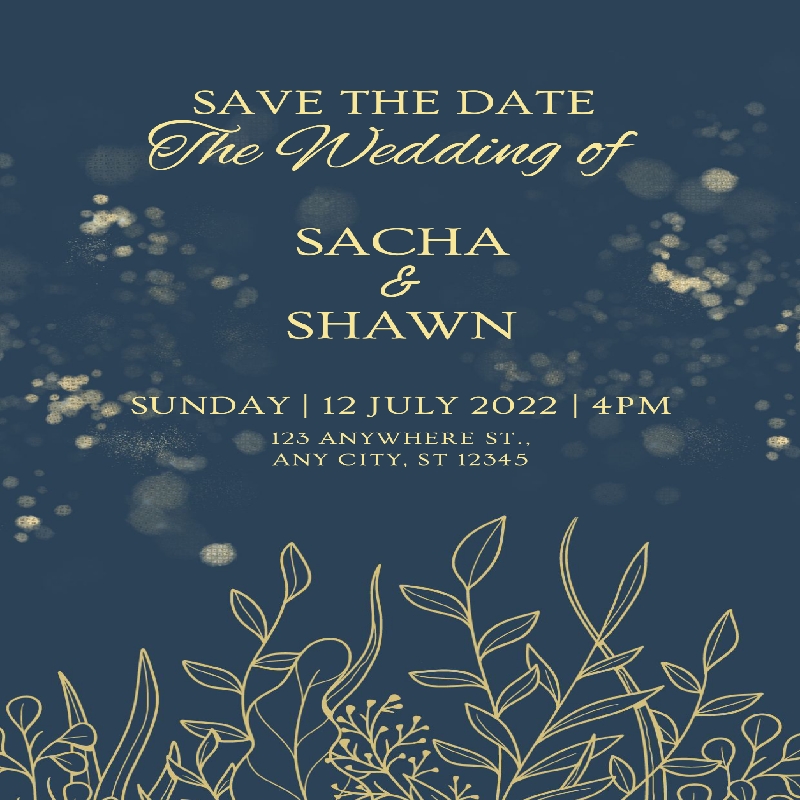 SAVE THE DATE
The Wedding of
SACHA
&
SHAWN
SUNDAY | 12 JULY 2022 | 4PM
123 ANYWHERE ST.,
ANY CITY, ST 12345